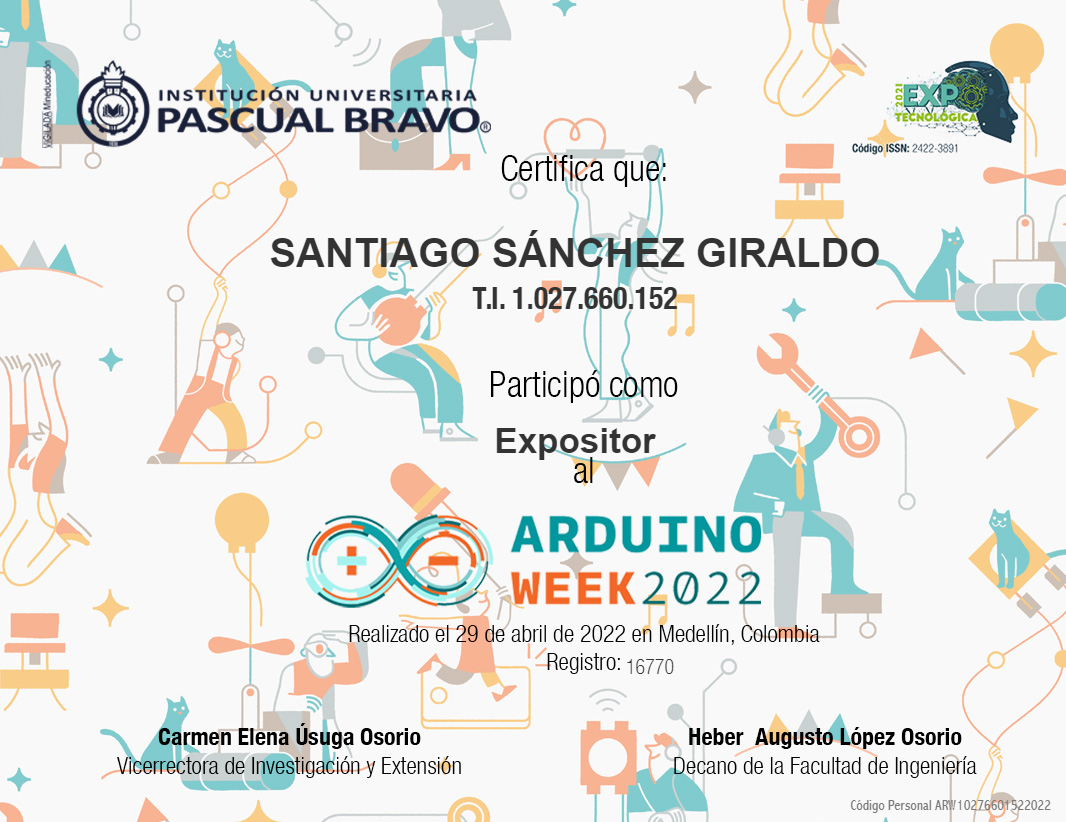 VIGILADA Mineducación
INSTITUCIÓN UNIVERSITARIA
PASCUAL BRAVO®
2021
EXPO
TECNOLÓGICA
Código ISSN: 2422-3891
Certifica que:
SANTIAGO SÁNCHEZ GIRALDO
T.I. 1.027.660.152
Participó como
Expositor
al
ARDUINO
WEEK 2022
Realizado el 29 de abril de 2022 en Medellín, Colombia
Registro: 16770
Carmen Elena Úsuga Osorio
Vicerrectora de Investigación y Extensión
Heber Augusto López Osorio
Decano de la Facultad de Ingeniería
Código Personal ARW10276601522022